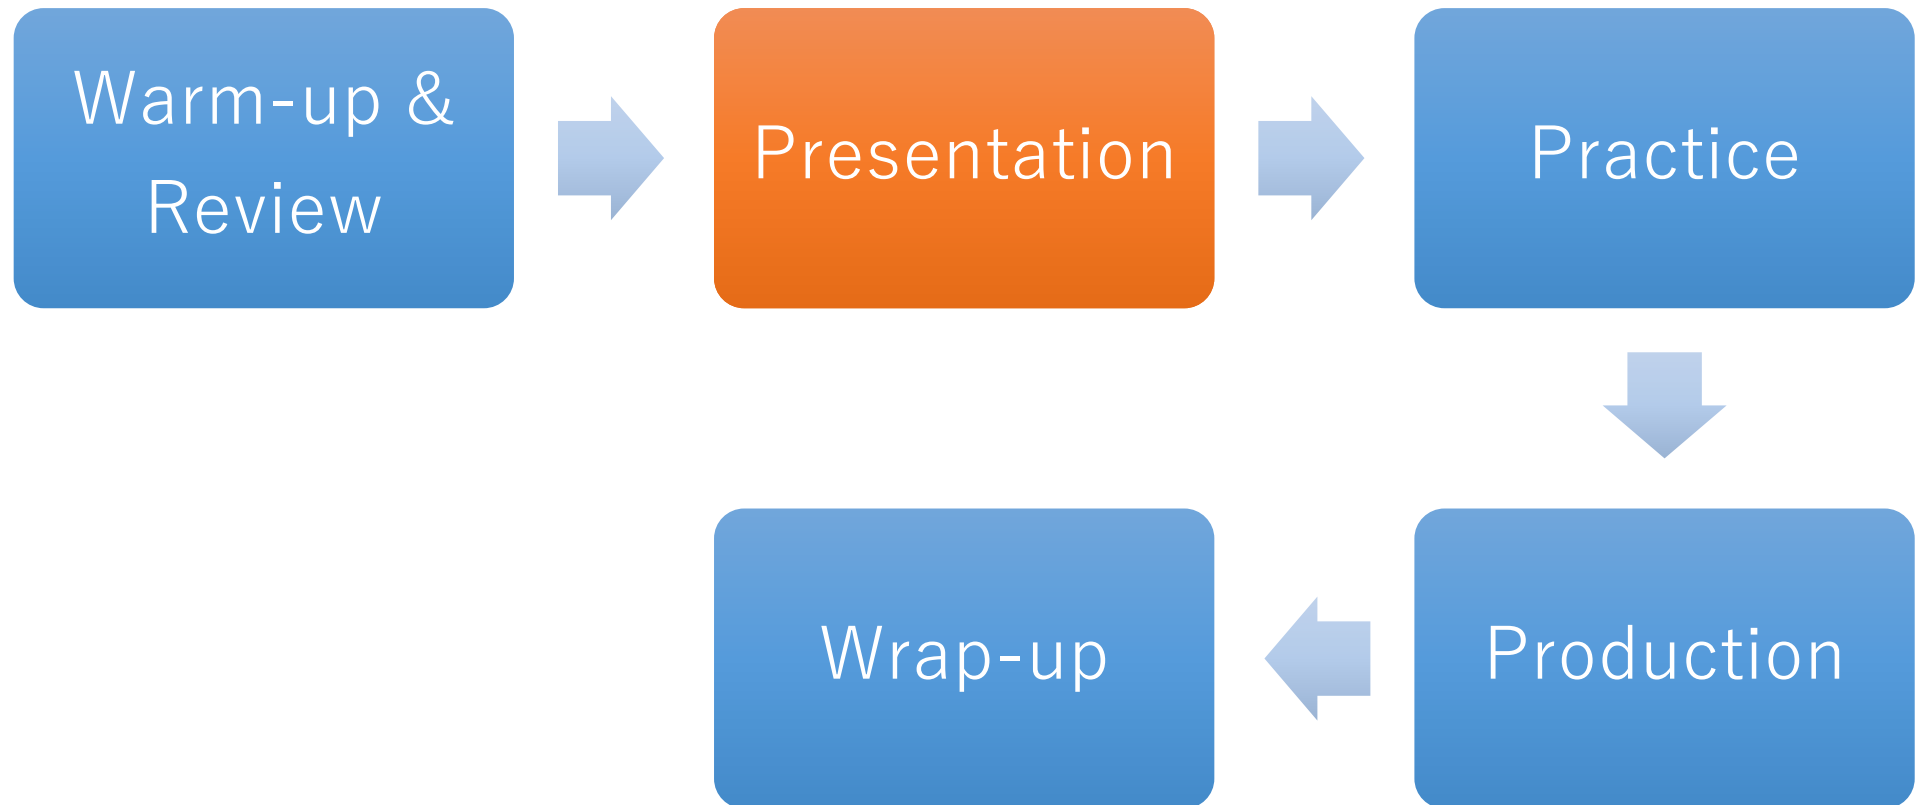 Warm-up &
Review
Presentation
Practice
Production
Wrap-up